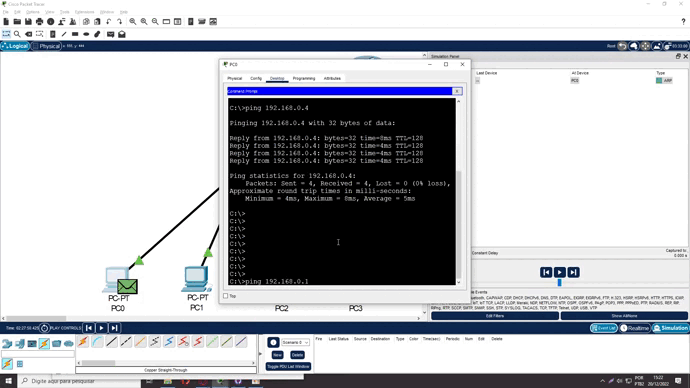 Cisco Packet Tracer
File Edit Options View Tools Extensions Window Help
Logical Physical
Root
03:33:00
PC0
Physical Config Desktop Programming Attributes
Command Prompt
C:\>ping 192.168.0.4
Pinging 192.168.0.4 with 32 bytes of data:
Reply from 192.168.0.4: bytes=32 time=8ms TTL=128
Reply from 192.168.0.4: bytes=32 time=4ms TTL=128
Reply from 192.168.0.4: bytes=32 time=4ms TTL=128
Reply from 192.168.0.4: bytes=32 time=4ms TTL=128
Ping statistics for 192.168.0.4:
Packets: Sent = 4, Received = 4, Lost = 0 (0% loss),
Approximate round trip times in milli-seconds:
Minimum = 4ms, Maximum = 8ms, Average = 5ms
C:\>
C:\>
C:\>
C:\>
C:\>
C:\>
C:\>
C:\>
C:\>
C:\>ping 192.168.0.1
Top
Simulation Panel
Last Device At Device Type
-- PC0 ARP
Constant Delay
Captured to:
0.000 s
Edit Filters Show All/None
PC-PT
PC0
PC-PT
PC1
PC2
PC3
Time: 02:27:50.425 PLAY CONTROLS
Event List Realtime Simulation
Scenario 0
New Delete
Toggle PDU List Window
Fire Last Status Source Destination Type Color Time(sec) Periodic Num Edit Delete
Copper Straight-Through
Digite aqui para pesquisar
POR
PTB2
15:22
20/12/2022